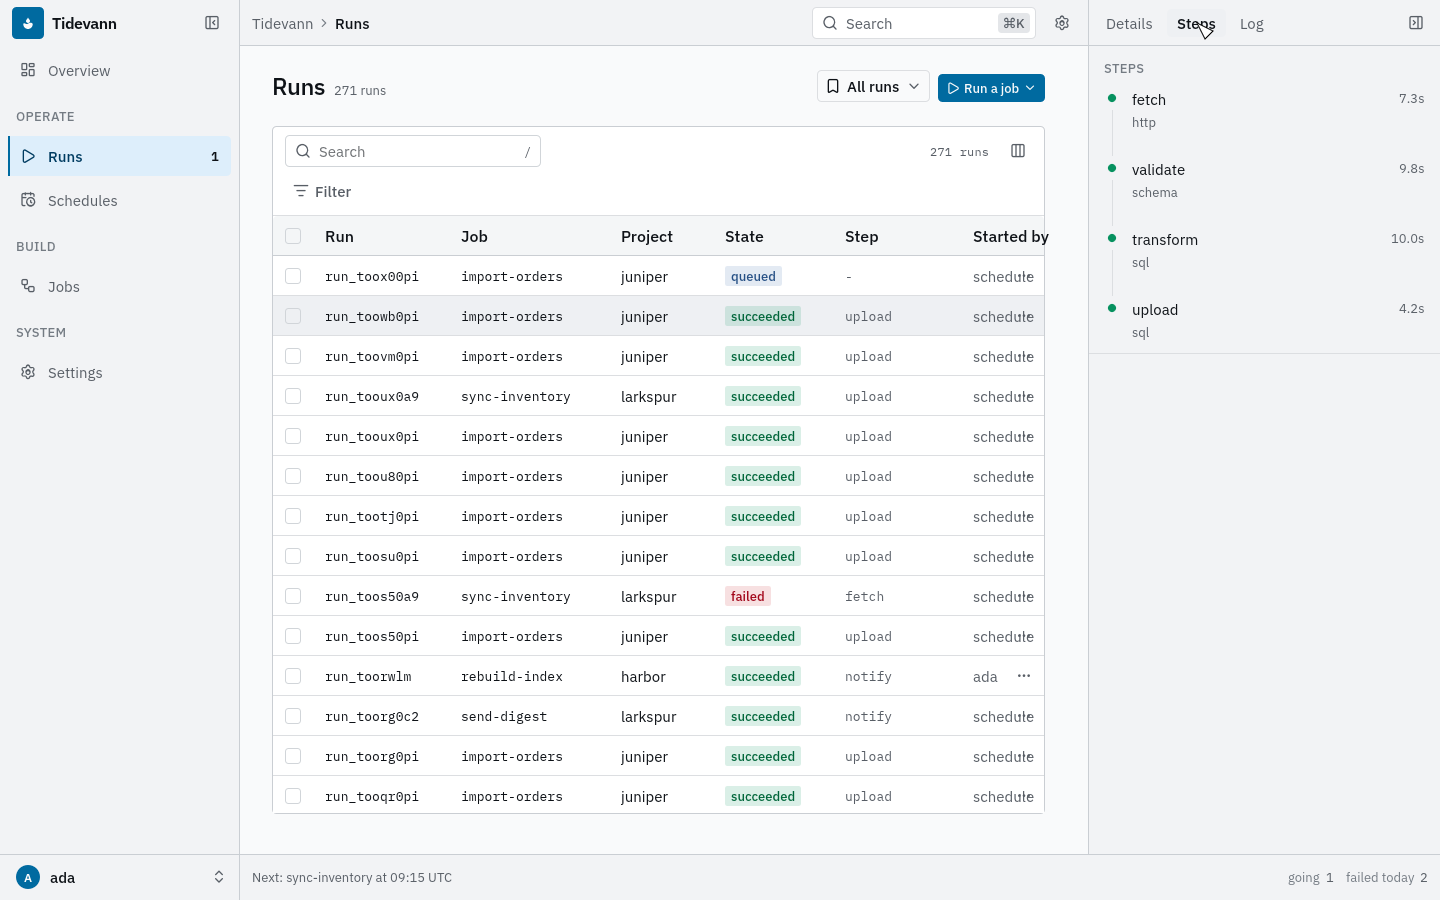 Tidevann
Overview
OPERATE
Runs 1
Schedules
BUILD
Jobs
SYSTEM
Settings
A ada
Tidevann > Runs
Search ⌘K
Runs 271 runs
All runs
Run a job
Search /
271 runs
Filter
Run Job Project State Step Started by
run_toox00pi import-orders juniper queued - schedule
run_toowb0pi import-orders juniper succeeded upload schedule
run_toovm0pi import-orders juniper succeeded upload schedule
run_tooux0a9 sync-inventory larkspur succeeded upload schedule
run_tooux0pi import-orders juniper succeeded upload schedule
run_toou80pi import-orders juniper succeeded upload schedule
run_tootj0pi import-orders juniper succeeded upload schedule
run_toosu0pi import-orders juniper succeeded upload schedule
run_toos50a9 sync-inventory larkspur failed fetch schedule
run_toos50pi import-orders juniper succeeded upload schedule
run_toorwlm rebuild-index harbor succeeded notify ada
run_toorg0c2 send-digest larkspur succeeded notify schedule
run_toorg0pi import-orders juniper succeeded upload schedule
run_tooqr0pi import-orders juniper succeeded upload schedule
Next: sync-inventory at 09:15 UTC
going 1 failed today 2
Details Steps Log
STEPS
fetch 7.3s
http
validate 9.8s
schema
transform 10.0s
sql
upload 4.2s
sql